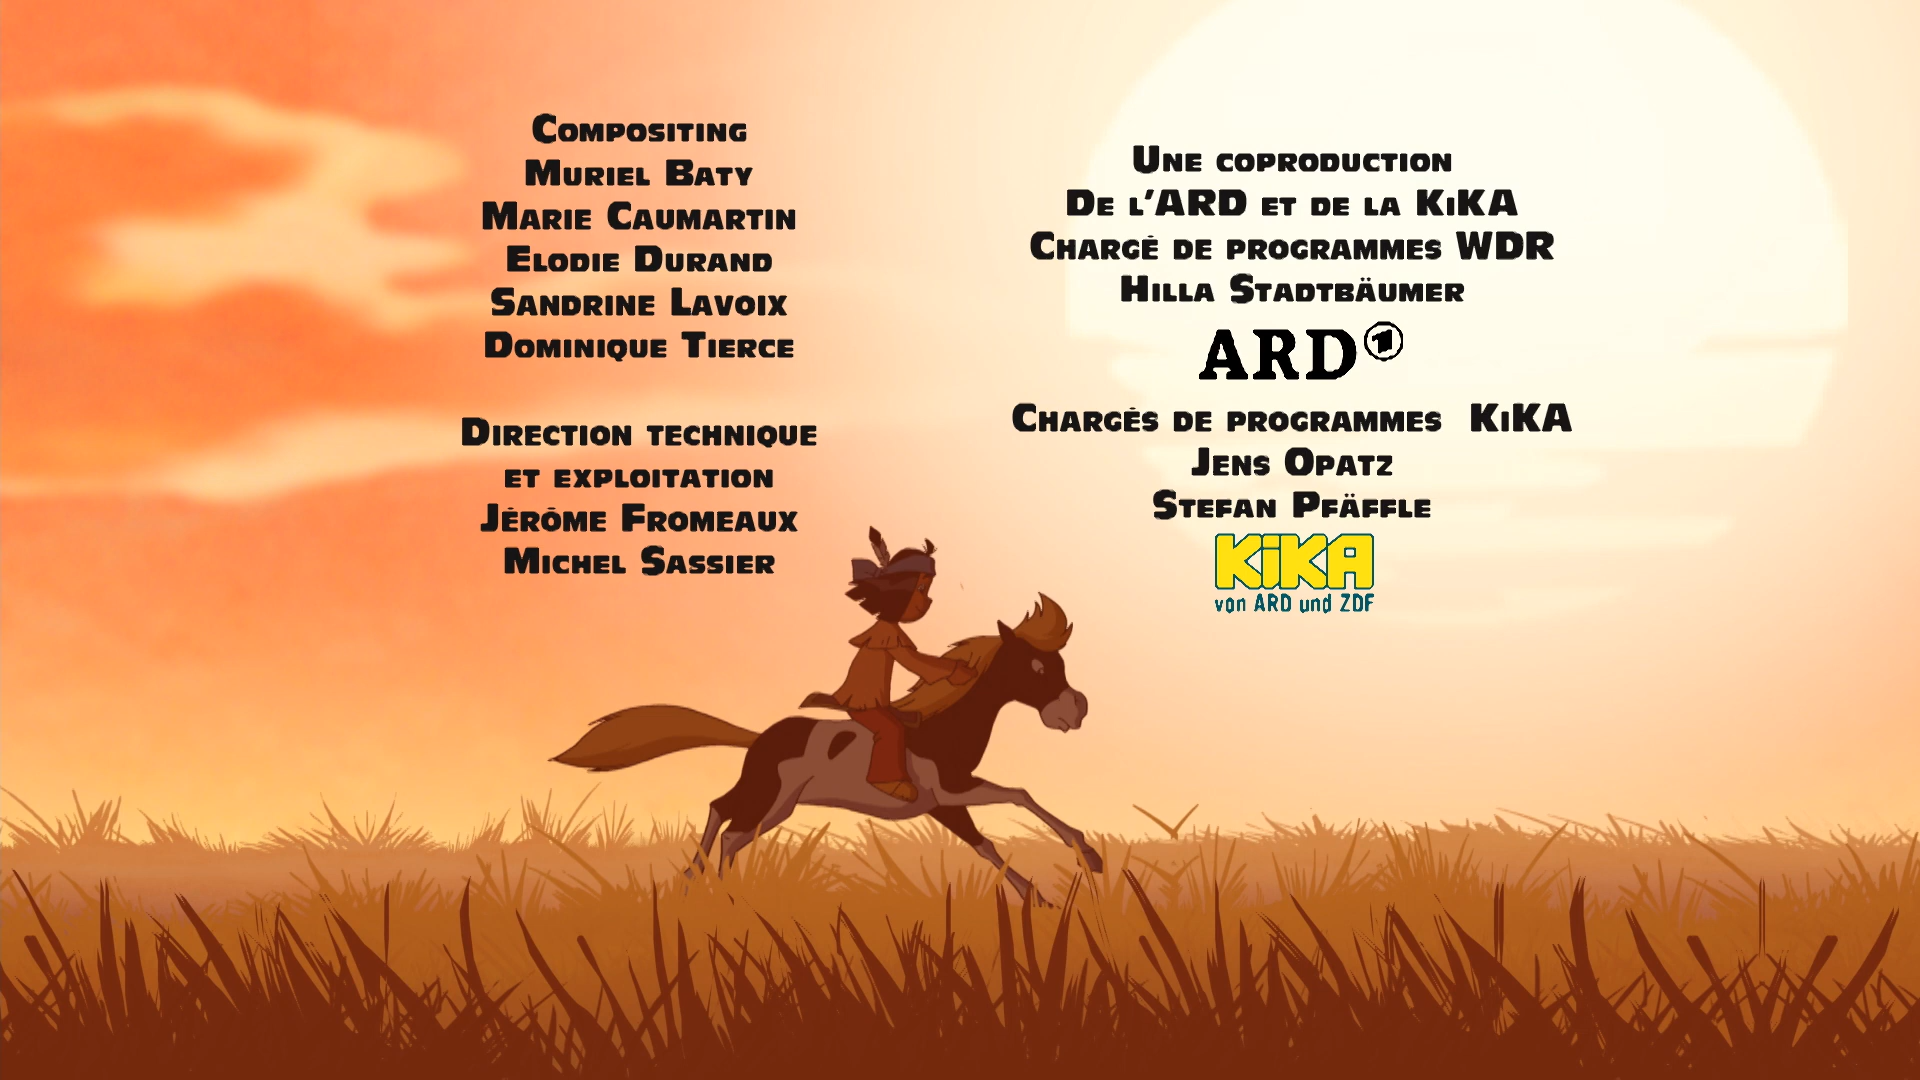 Compositing
Muriel Baty
Marie Caumartin
Elodie Durand
Sandrine Lavoix
Dominique Tierce
Direction technique
et exploitation
Jérôme Fromeaux
Michel Sassier
Une coproduction
De l'ARD et de la KiKA
Chargé de programmes WDR
Hilla Stadtbäumer
ARD 1
Chargés de programmes KiKA
Jens Opatz
Stefan Pfäffle
KiKA
von ARD und ZDF